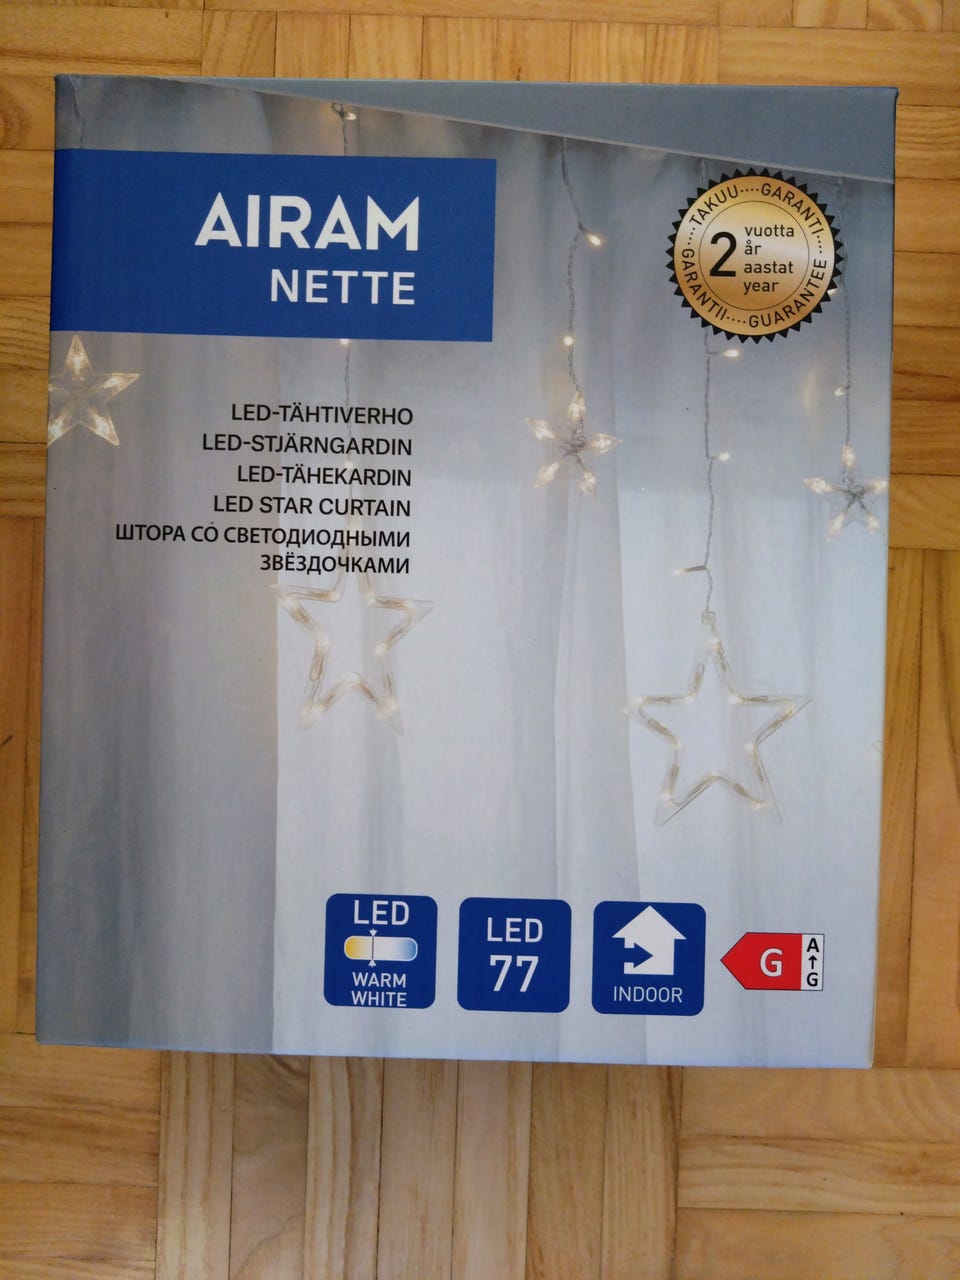 AIRAM
NETTE
TAKUU····GARANTI····
GUARANTEE····GARANTII····
2
vuotta
år
aastat
year
LED-TÄHTIVERHO
LED-STJÄRNGARDIN
LED-TÄHEKARDIN
LED STAR CURTAIN
ШТОРА СО СВЕТОДИОДНЫМИ
ЗВЁЗДОЧКАМИ
LED
WARM
WHITE
LED
77
INDOOR
G
A
↑
G